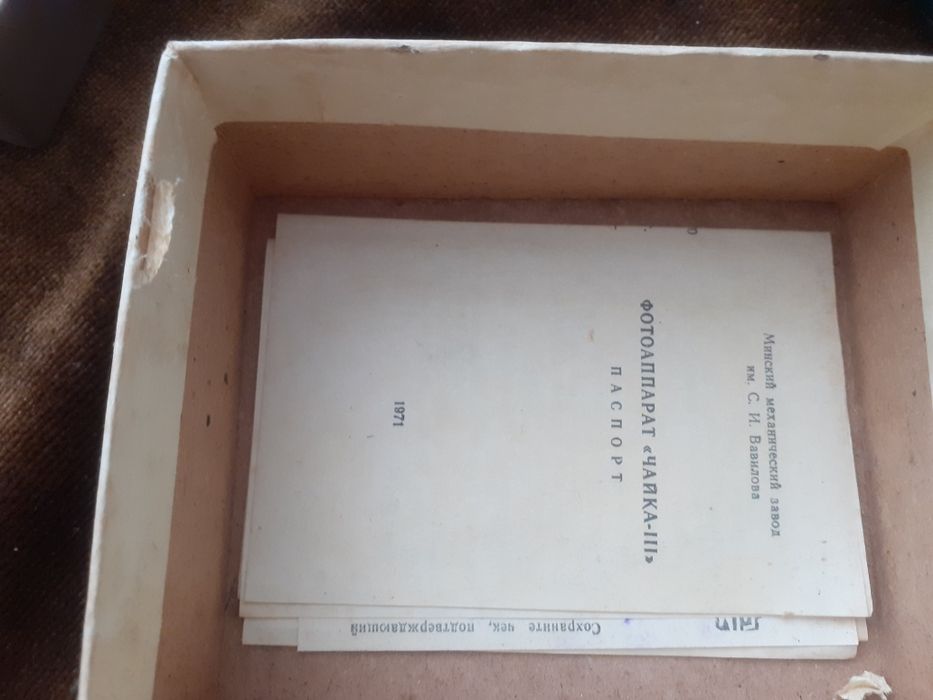 Минский механический завод
им. С. И. Вавилова
ФОТОАППАРАТ «ЧАЙКА-III»
ПАСПОРТ
1971
Сохраните чек, подтверждающий